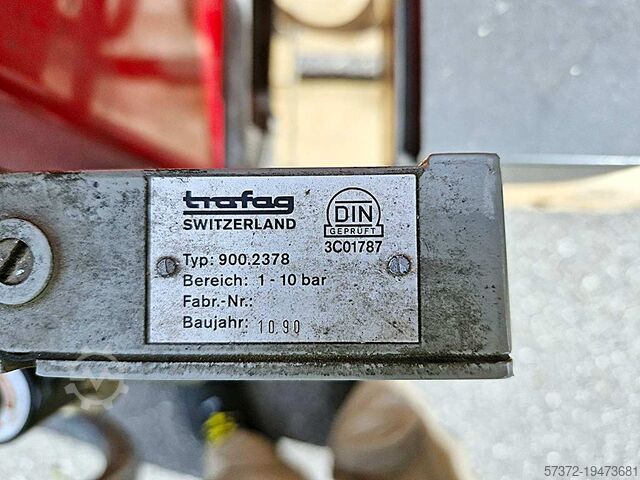 trafag
SWITZERLAND
DIN
GEPRÜFT
3C01787
Typ: 900.2378
Bereich: 1 - 10 bar
Fabr.-Nr.:
Baujahr: 10.90
57372-19473681